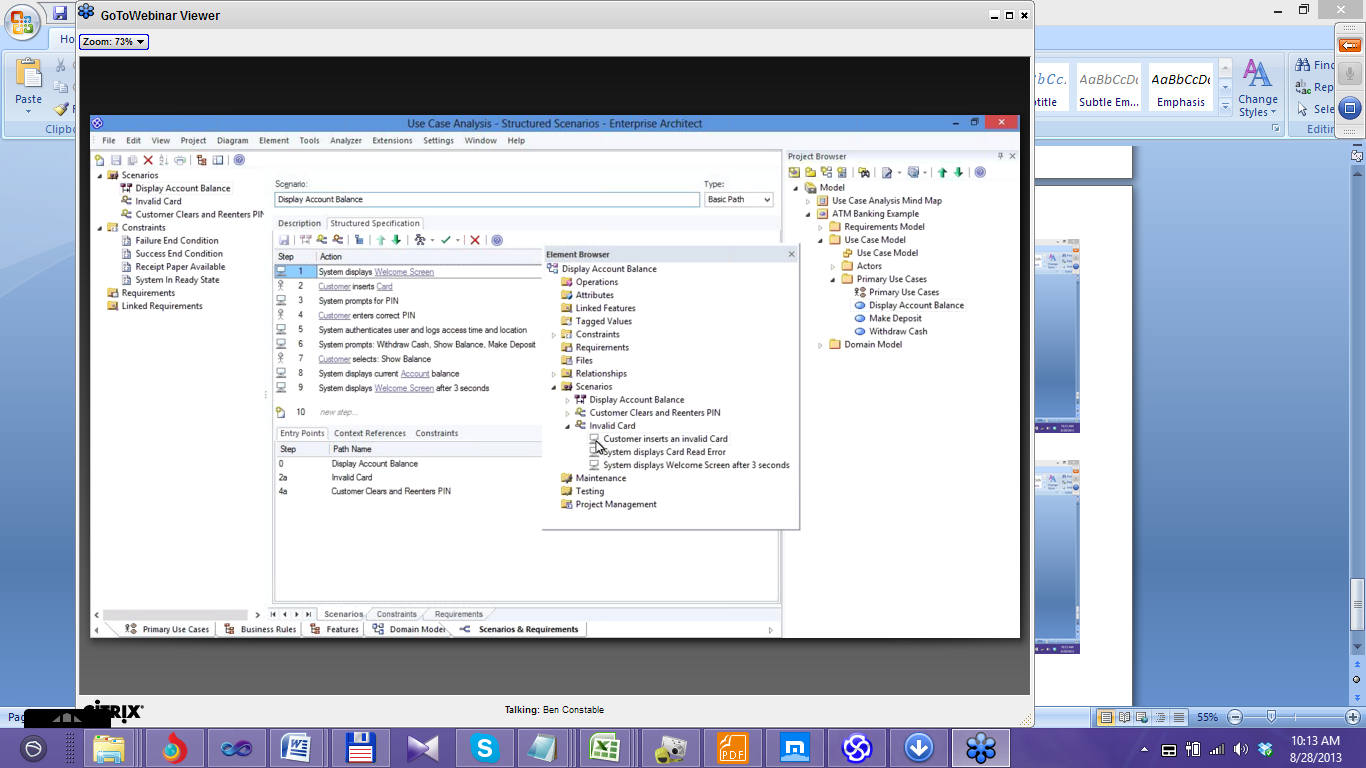 GoToWebinar Viewer
Zoom: 73%
Paste
Subtle Em...
Emphasis
Change
Styles
AaBbCcDc
AaBbCcDc
Use Case Analysis - Structured Scenarios - Enterprise Architect
File Edit View Project Diagram Element Tools Analyzer Extensions Settings Window Help
Scenarios
Display Account Balance
Invalid Card
Customer Clears and Reenters PIN
Constraints
Failure End Condition
Success End Condition
Receipt Paper Available
System In Ready State
Requirements
Linked Requirements
Scenario:
Type:
Display Account Balance
Basic Path
Description Structured Specification
Step Action
1 System displays Welcome Screen
2 Customer inserts Card
3 System prompts for PIN
4 Customer enters correct PIN
5 System authenticates user and logs access time and location
6 System prompts: Withdraw Cash, Show Balance, Make Deposit
7 Customer selects: Show Balance
8 System displays current Account balance
9 System displays Welcome Screen after 3 seconds
10 new step...
Entry Points Context References Constraints
Step Path Name
0 Display Account Balance
2a Invalid Card
4a Customer Clears and Reenters PIN
Element Browser
Display Account Balance
Operations
Attributes
Linked Features
Tagged Values
Constraints
Requirements
Files
Relationships
Scenarios
Display Account Balance
Customer Clears and Reenters PIN
Invalid Card
Customer inserts an invalid Card
System displays Card Read Error
System displays Welcome Screen after 3 seconds
Maintenance
Testing
Project Management
Project Browser
Model
Use Case Analysis Mind Map
ATM Banking Example
Requirements Model
Use Case Model
Use Case Model
Actors
Primary Use Cases
Primary Use Cases
Display Account Balance
Make Deposit
Withdraw Cash
Domain Model
Scenarios Constraints Requirements
Primary Use Cases Business Rules Features Domain Model Scenarios & Requirements
Talking: Ben Constable
55%
PDF
10:13 AM
8/28/2013